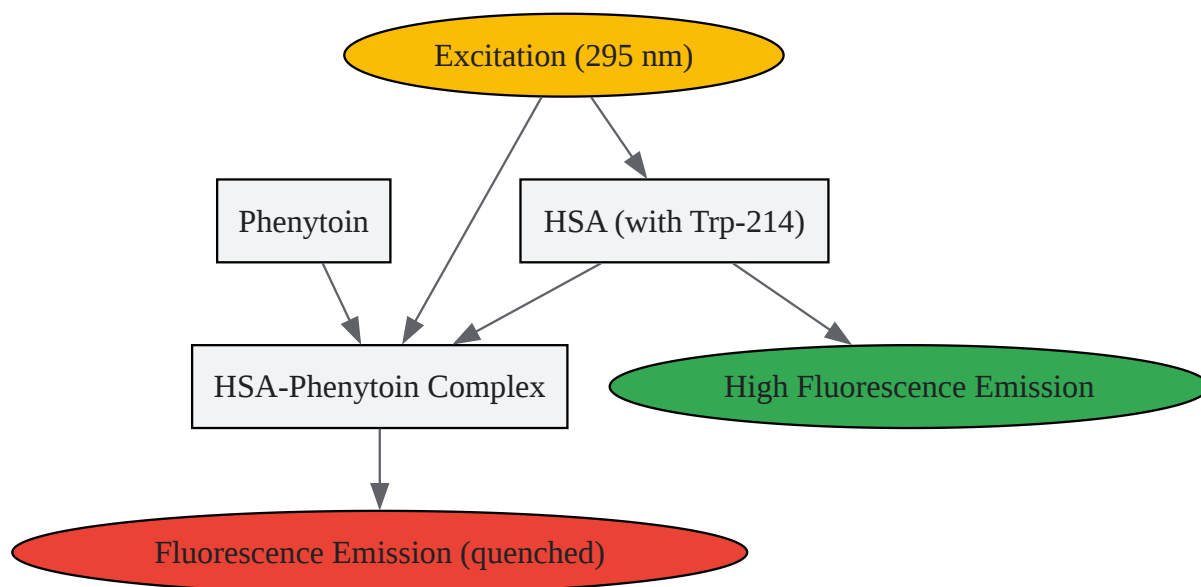 Excitation (295 nm)
Phenytoin
HSA (with Trp-214)
HSA-Phenytoin Complex
High Fluorescence Emission
Fluorescence Emission (quenched)